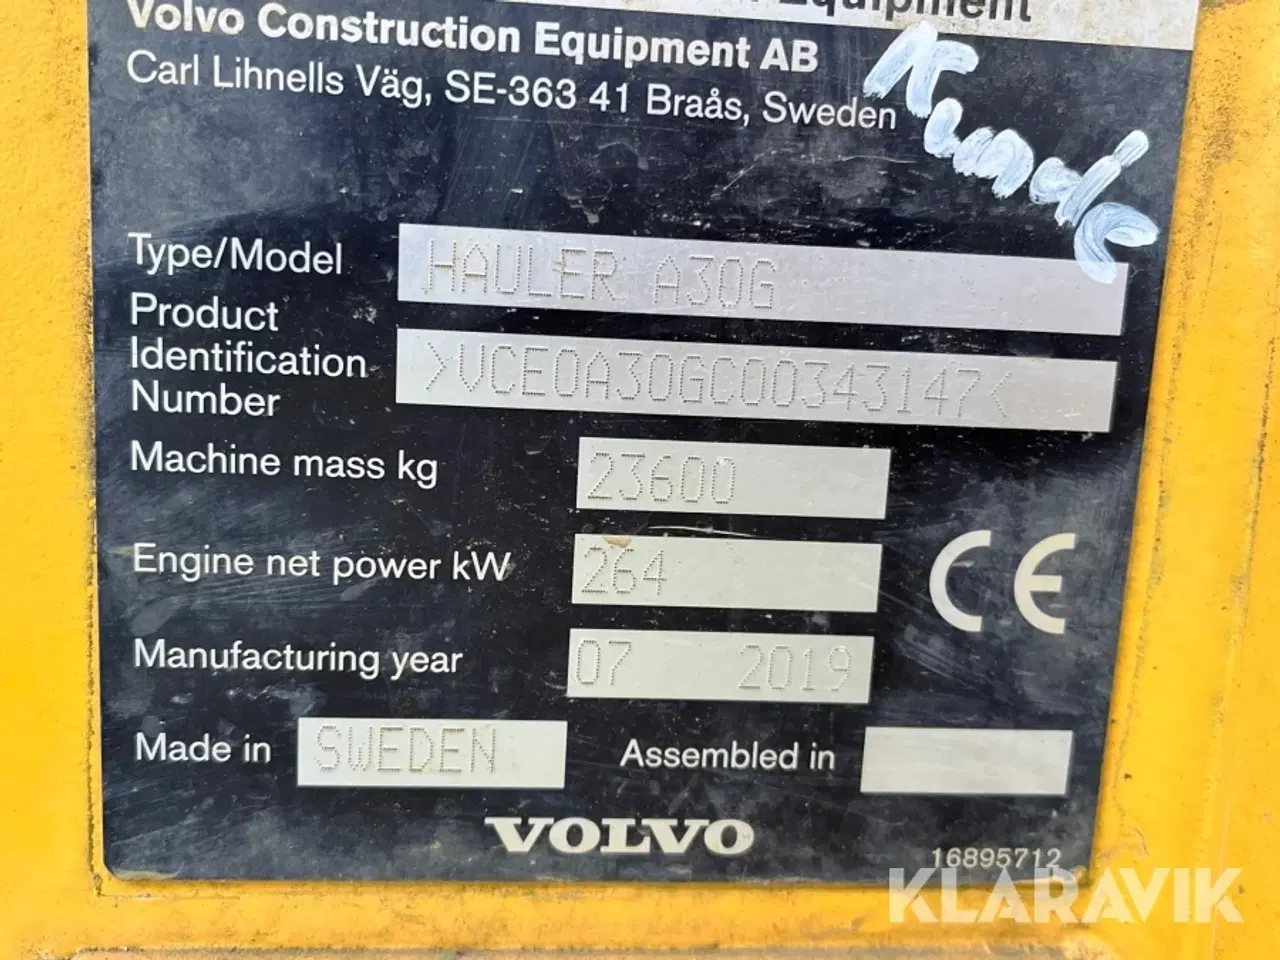 Equipment
Volvo Construction Equipment AB
Carl Lihnells Väg, SE-363 41 Braås, Sweden
Kunde
Type/Model HAULER A30G
Product
Identification
Number >VCE0A30GC00343147<
Machine mass kg 23600
Engine net power kW 264
CE
Manufacturing year 07 2019
Made in SWEDEN Assembled in
VOLVO
16895712
KLARAVIK